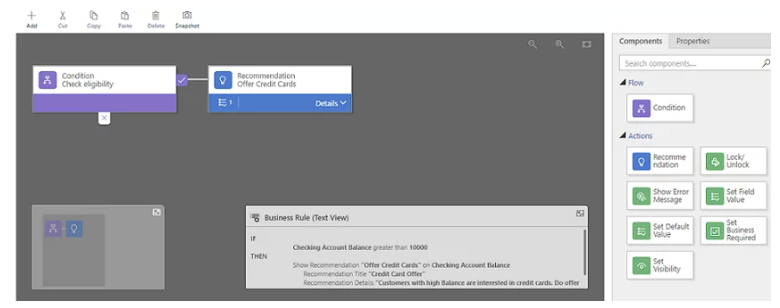 Add
Cut
Copy
Paste
Delete
Snapshot
Condition
Check eligibility
Recommendation
Offer Credit Cards
1
Details
Business Rule (Text View)
IF
Checking Account Balance greater than 10000
THEN
Show Recommendation "Offer Credit Cards" on Checking Account Balance
Recommendation Title "Credit Card Offer"
Recommendation Details "Customers with high Balance are interested in credit cards. Do offer
Components
Properties
Search components....
Flow
Condition
Actions
Recomme
ndation
Lock/
Unlock
Show Error
Message
Set Field
Value
Set Default
Value
Set
Business
Required
Set
Visibility